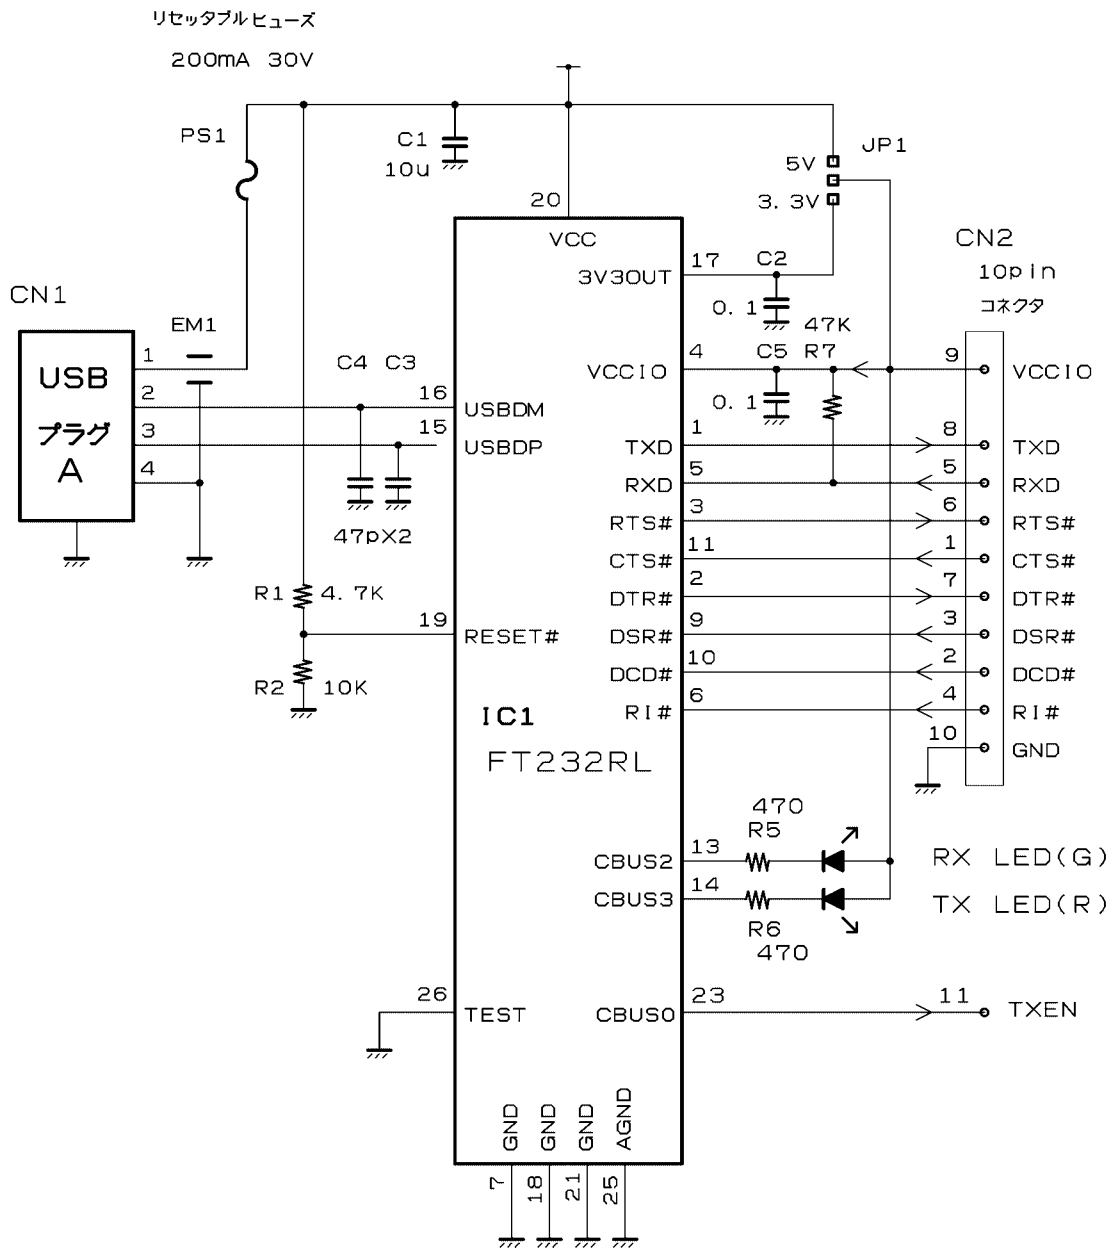 リセッタブルヒューズ
200mA 30V
PS1
C1
10u
JP1
5V
3.3V
20
VCC
CN2
10pin
コネクタ
17
C2
3V3OUT
0.1
CN1
EM1
47K
USB
プラグ
A
1
2
3
4
C4 C3
47pX2
16
USBDM
15
USBDP
4
C5
R7
9
VCCIO
VCCIO
0.1
1
8
TXD
TXD
5
5
RXD
RXD
3
6
RTS#
RTS#
11
1
CTS#
CTS#
2
7
DTR#
DTR#
9
3
DSR#
DSR#
10
2
DCD#
DCD#
6
4
RI#
RI#
10
GND
R1 4.7K
19
RESET#
R2 10K
IC1
FT232RL
470
R5
13
CBUS2
RX LED(G)
14
CBUS3
TX LED(R)
R6
470
26
TEST
23
CBUS0
11
TXEN
GND
GND
GND
AGND
7
18
21
25